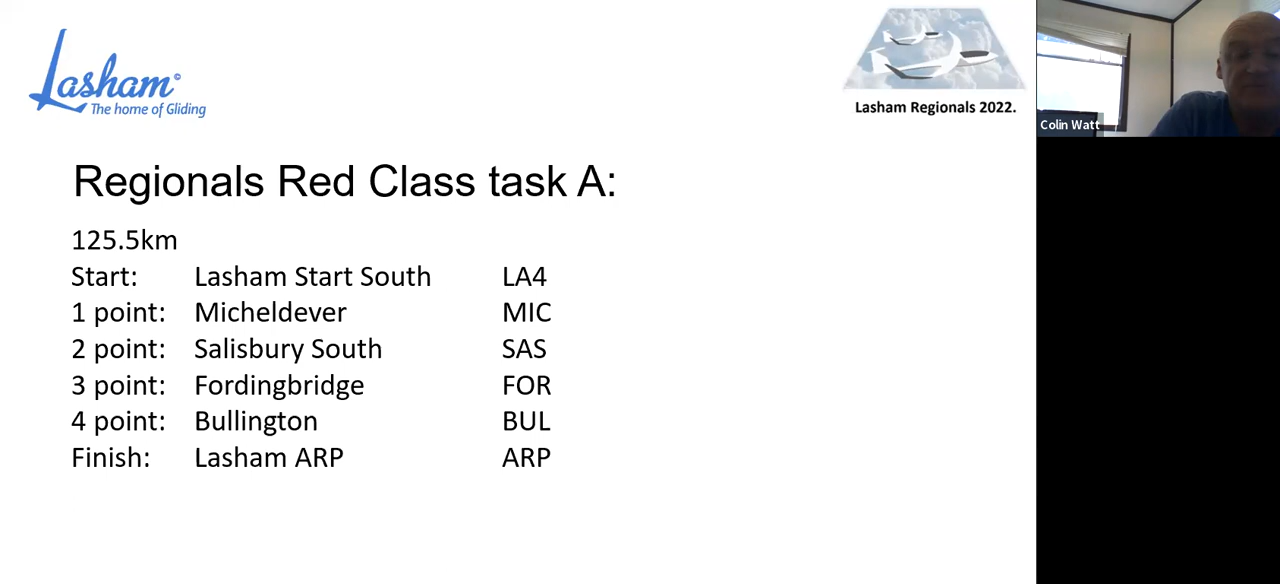 Lasham©
The home of Gliding
Lasham Regionals 2022.
Colin Watt
Regionals Red Class task A:
125.5km
Start: Lasham Start South LA4
1 point: Micheldever MIC
2 point: Salisbury South SAS
3 point: Fordingbridge FOR
4 point: Bullington BUL
Finish: Lasham ARP ARP